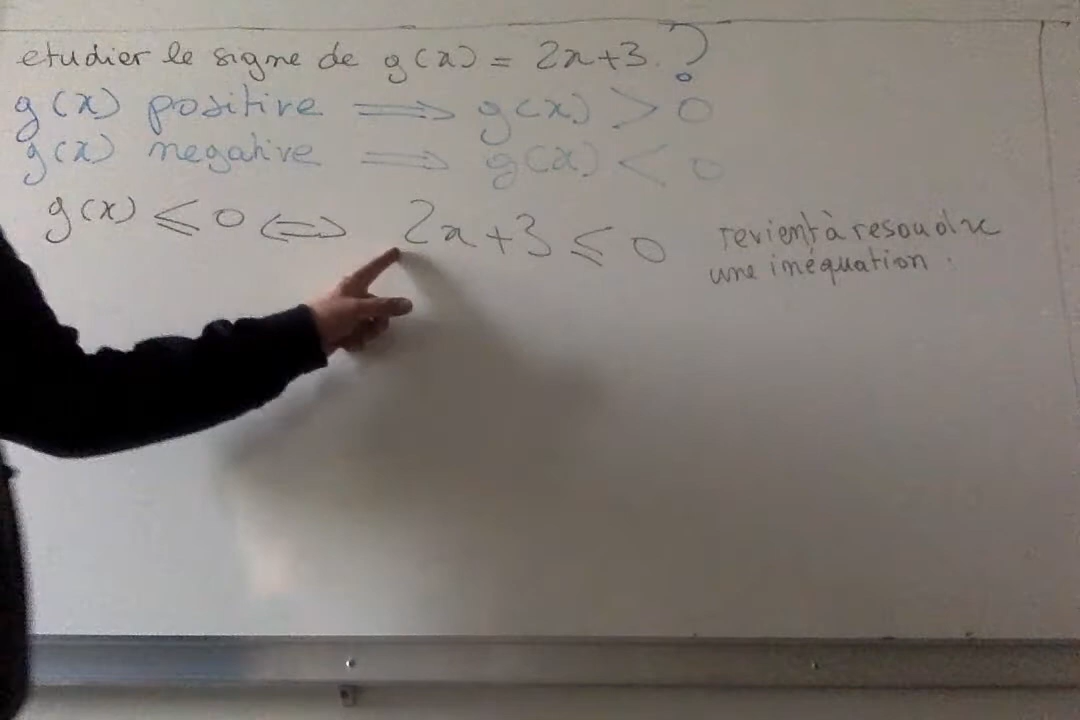 etudier le signe de g(x) = 2x+3. ?
g(x) positive ⟹ g(x) > 0
g(x) negative ⟹ g(x) < 0
g(x) ⩽ 0 ⟺ 2x+3 ⩽ 0
revient à resoudre
une inéquation.